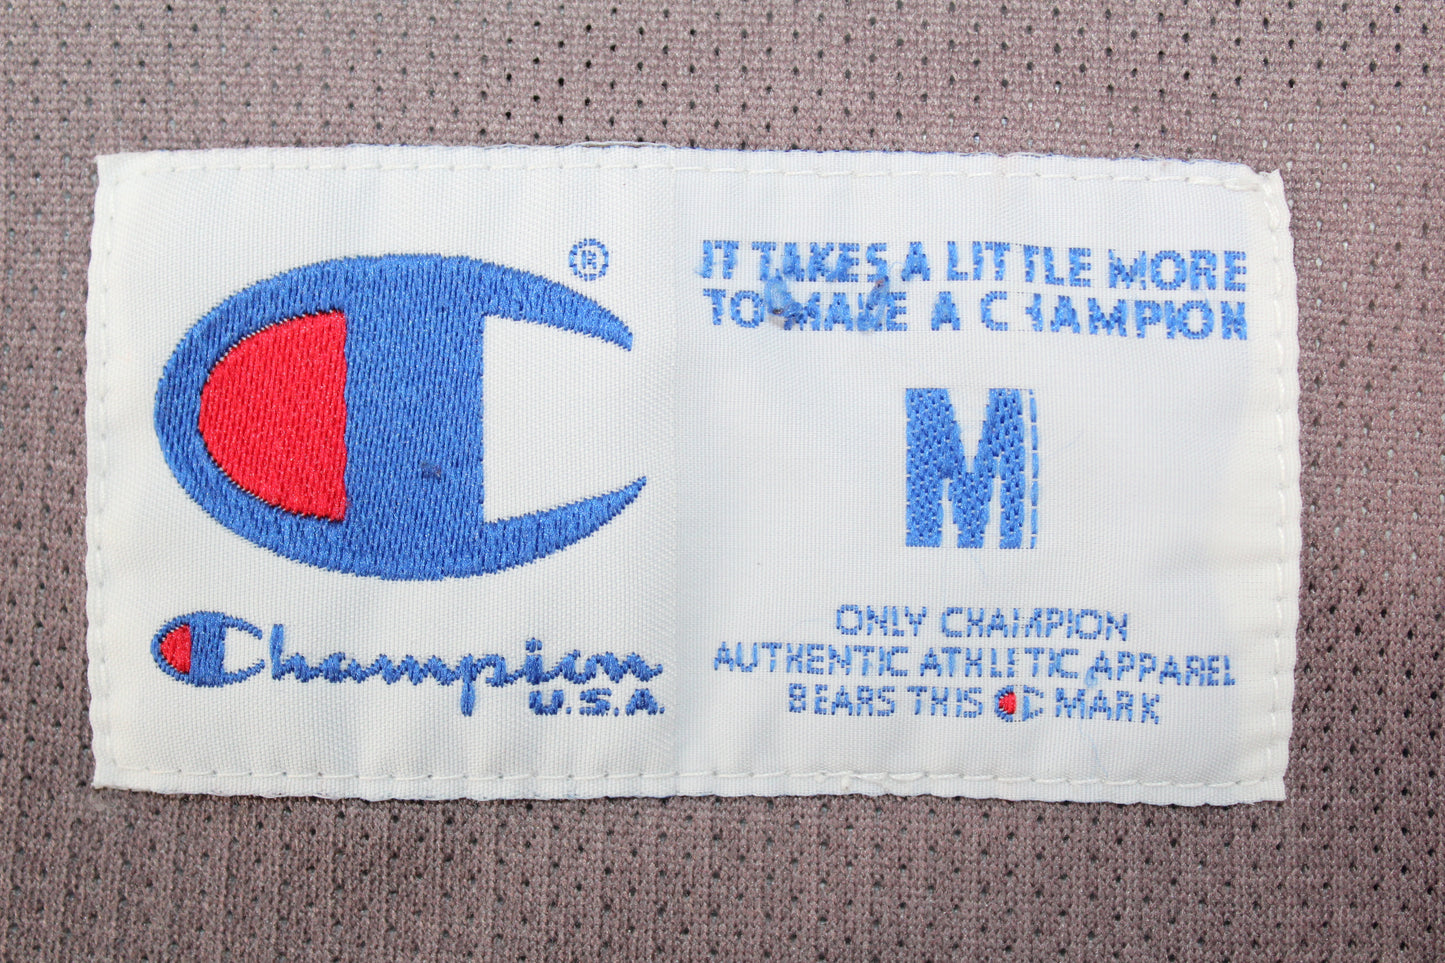 ®
Champion
U.S.A.
IT TAKES A LITTLE MORE
TO MAKE A CHAMPION
M
ONLY CHAMPION
AUTHENTIC ATHLETIC APPAREL
BEARS THIS C MARK